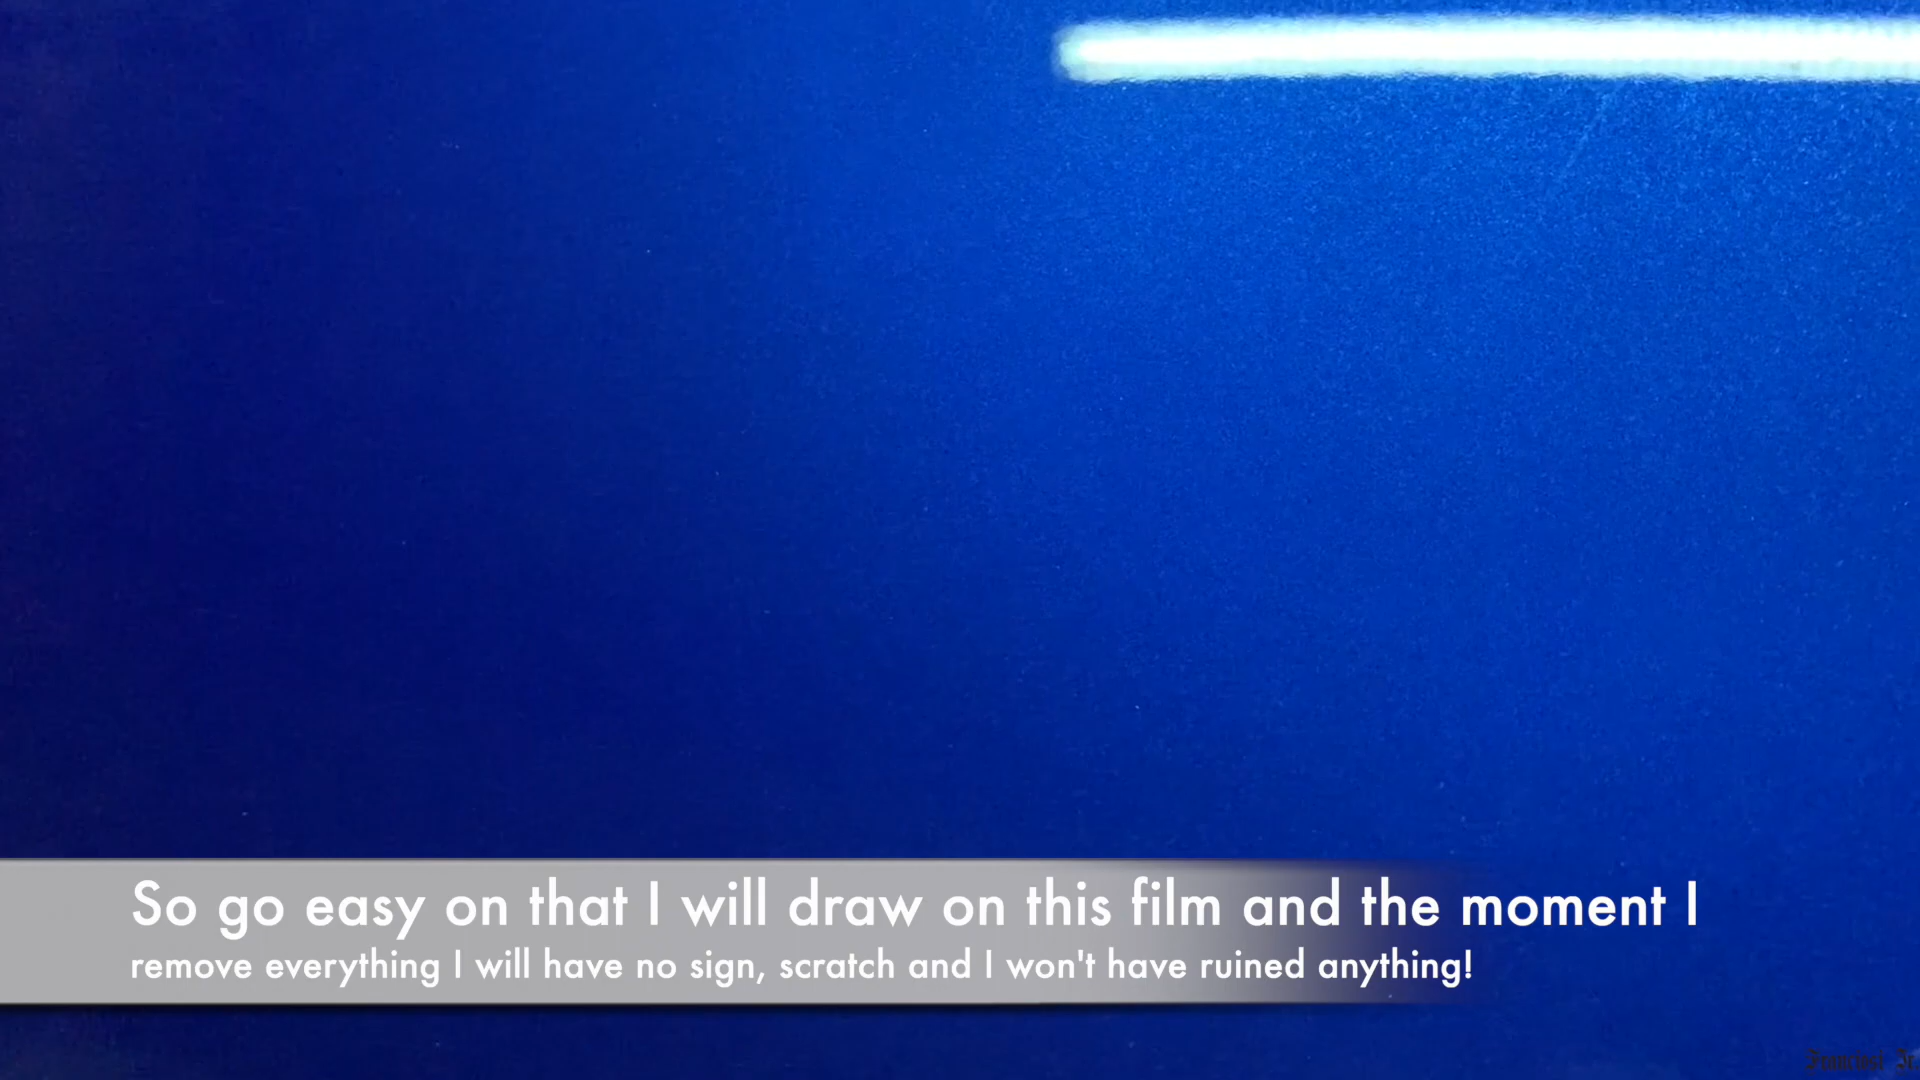 So go easy on that I will draw on this film and the moment I
remove everything I will have no sign, scratch and I won't have ruined anything!